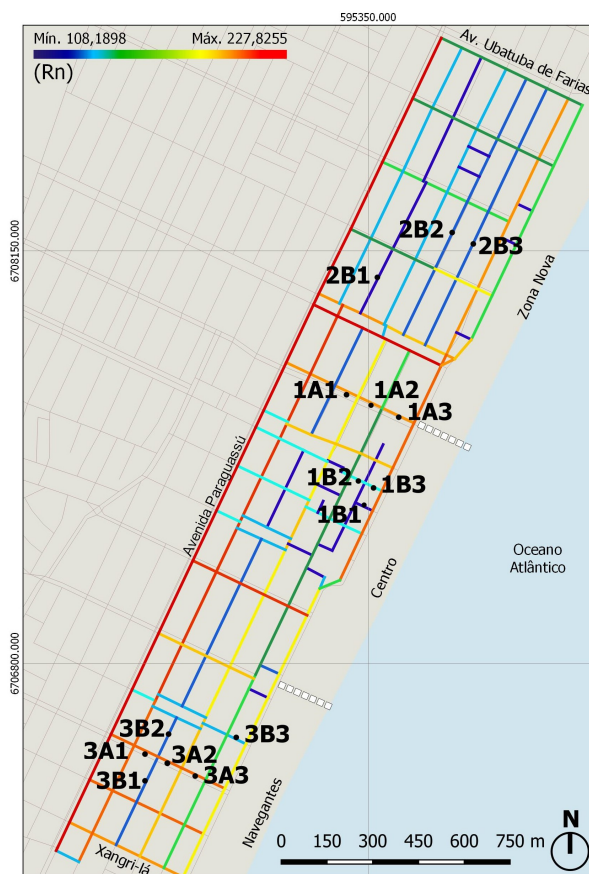 595350.000
Mín. 108,1898 Máx. 227,8255
(Rn)
Av. Ubatuba de Farias
6708150.000
2B2
2B3
2B1
Zona Nova
1A1
1A2
1A3
Avenida Paraguassú
1B2
1B3
1B1
Oceano
Atlântico
Centro
6706800.000
3B2
3B3
3A1
3A2
3A3
3B1
Navegantes
Xangri-lá
N
0 150 300 450 600 750 m